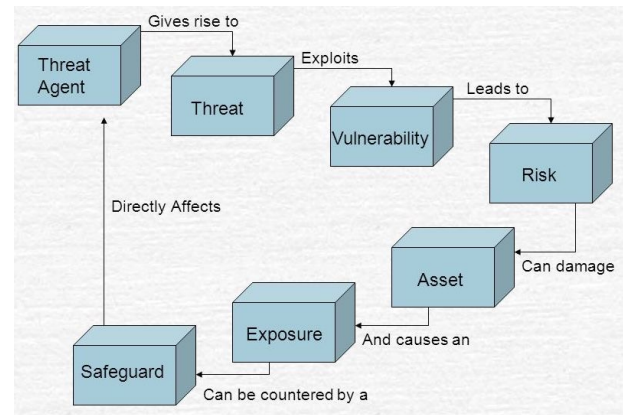 Gives rise to
Threat
Agent
Exploits
Threat
Leads to
Vulnerability
Risk
Directly Affects
Can damage
Asset
And causes an
Exposure
Can be countered by a
Safeguard